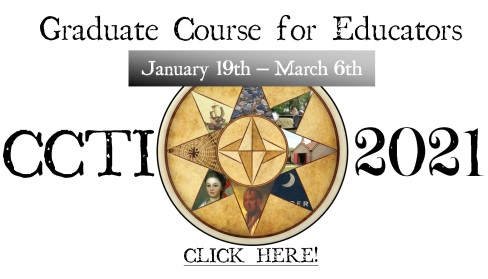 Graduate Course for Educators
January 19th – March 6th
CCTI 2021
CLICK HERE!